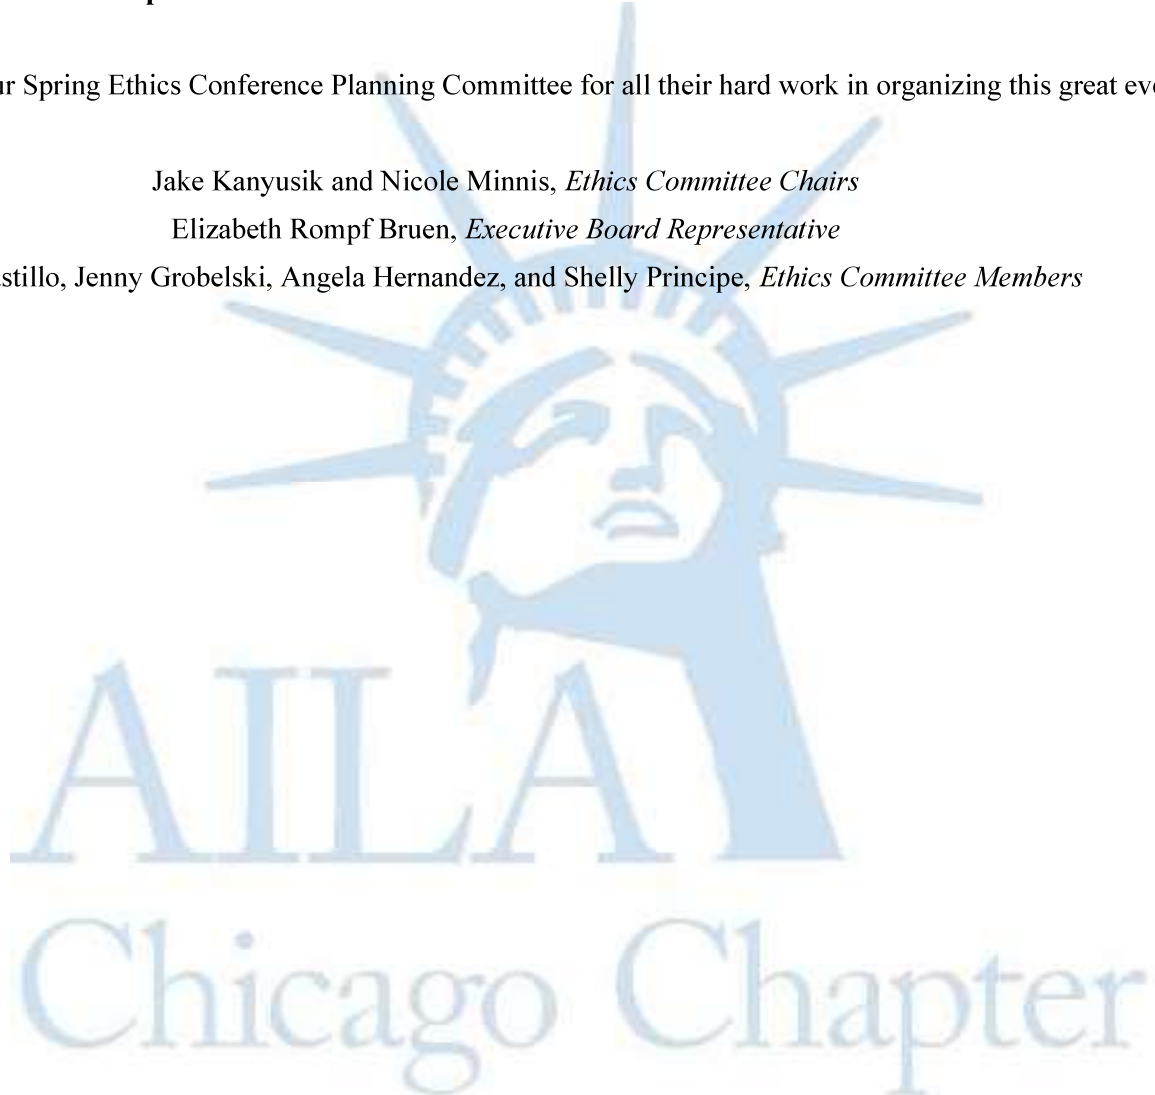 Spring Ethics Conference Planning Committee for all their hard work in organizing this great
Jake Kanyusik and Nicole Minnis, Ethics Committee Chairs
Elizabeth Rompf Bruen, Executive Board Representative
Jenny Grobelski, Angela Hernandez, and Shelly Principe, Ethics Committee Members
AILA
Chicago Chapter